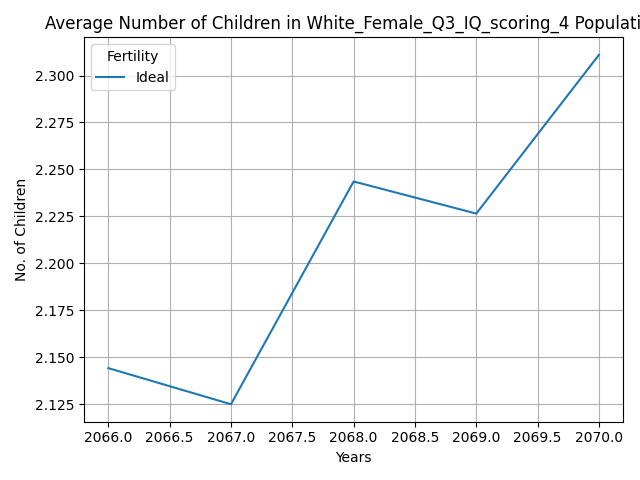 Average Number of Children in White_Female_Q3_IQ_scoring_4 Populati
Fertility
Ideal
No. of Children
2.300
2.275
2.250
2.225
2.200
2.175
2.150
2.125
2066.0 2066.5 2067.0 2067.5 2068.0 2068.5 2069.0 2069.5 2070.0
Years